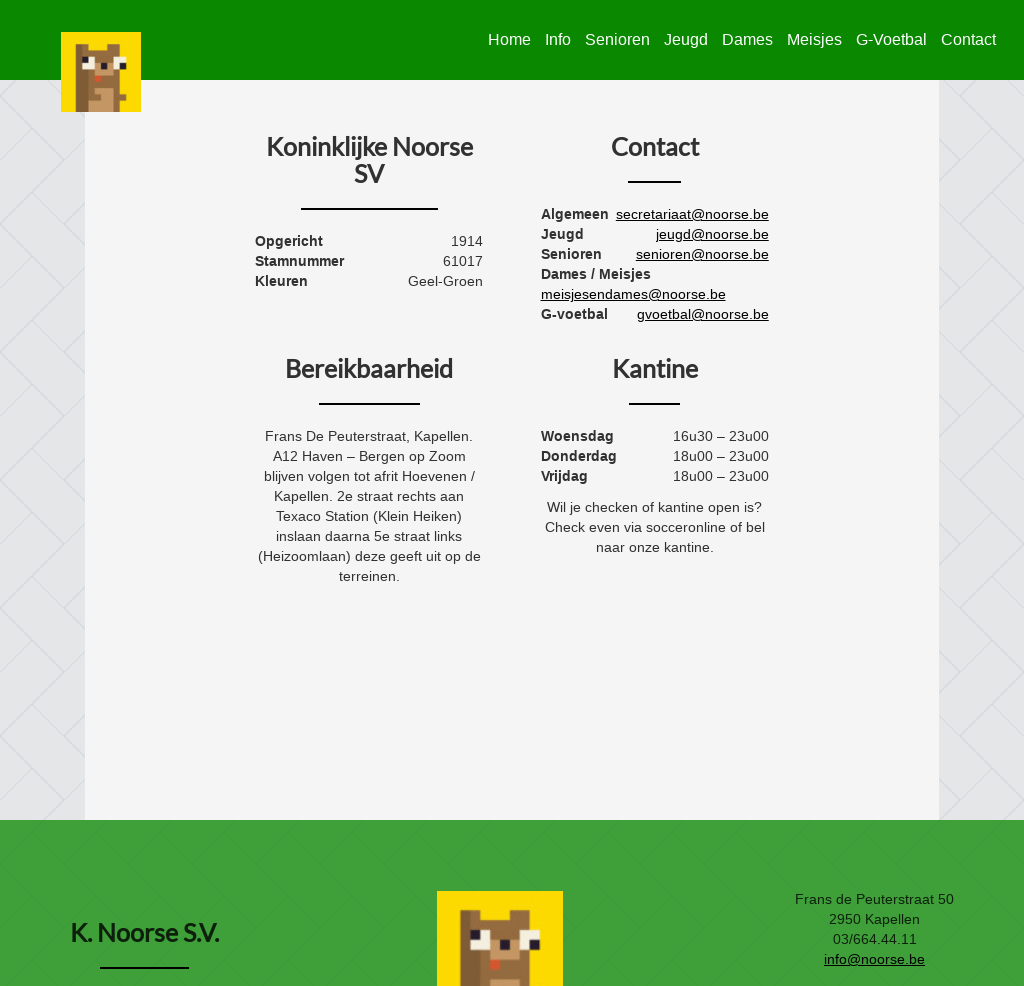 Home Info Senioren Jeugd Dames Meisjes G-Voetbal Contact
Koninklijke Noorse
SV
Opgericht 1914
Stamnummer 61017
Kleuren Geel-Groen
Contact
Algemeen secretariaat@noorse.be
Jeugd jeugd@noorse.be
Senioren senioren@noorse.be
Dames / Meisjes
meisjesendames@noorse.be
G-voetbal gvoetbal@noorse.be
Bereikbaarheid
Frans De Peuterstraat, Kapellen.
A12 Haven – Bergen op Zoom
blijven volgen tot afrit Hoevenen /
Kapellen. 2e straat rechts aan
Texaco Station (Klein Heiken)
inslaan daarna 5e straat links
(Heizoomlaan) deze geeft uit op de
terreinen.
Kantine
Woensdag 16u30 – 23u00
Donderdag 18u00 – 23u00
Vrijdag 18u00 – 23u00
Wil je checken of kantine open is?
Check even via socceronline of bel
naar onze kantine.
K. Noorse S.V.
Frans de Peuterstraat 50
2950 Kapellen
03/664.44.11
info@noorse.be